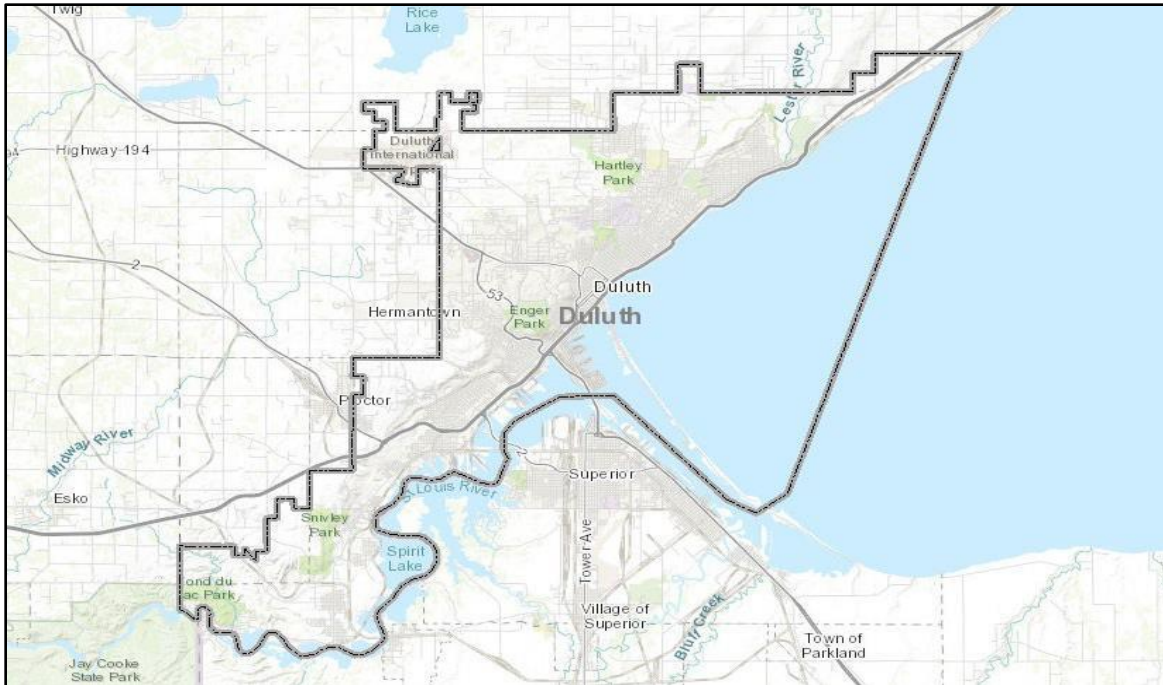 Twig
Rice
Lake
Lester River
Highway 194
Duluth
International
Hartley
Park
2
53
Duluth
Hermantown
Enger
Park
Duluth
Proctor
Midway River
2
Superior
Esko
St Louis River
Snivley
Park
Spirit
Lake
Tower Ave
ond du
ac Park
Village of
Superior
Bluff Creek
Town of
Parkland
Jay Cooke
State Park